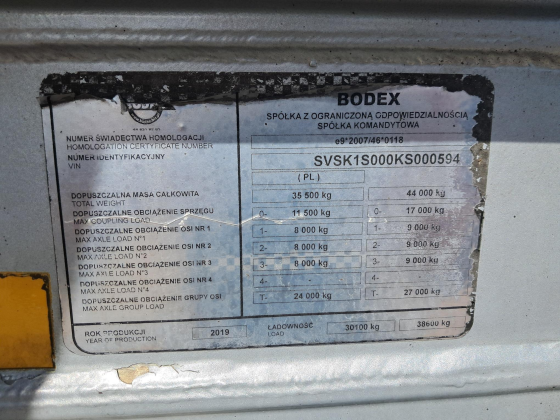 BODEX
SPÓŁKA Z OGRANICZONĄ ODPOWIEDZIALNOŚCIĄ
SPÓŁKA KOMANDYTOWA
NUMER ŚWIADECTWA HOMOLOGACJI
HOMOLOGATION CERTIFICATE NUMBER
e9*2007/46*0118
NUMER IDENTYFIKACYJNY
VIN
SVSK1S000KS000594
( PL )
DOPUSZCZALNA MASA CAŁKOWITA
TOTAL WEIGHT
35 500 kg 44 000 kg
DOPUSZCZALNE OBCIĄŻENIE SPRZĘGU
MAX COUPLING LOAD
0- 11 500 kg 0- 17 000 kg
DOPUSZCZALNE OBCIĄŻENIE OSI NR 1
MAX AXLE LOAD N°1
1- 8 000 kg 1- 9 000 kg
DOPUSZCZALNE OBCIĄŻENIE OSI NR 2
MAX AXLE LOAD N°2
2- 8 000 kg 2- 9 000 kg
DOPUSZCZALNE OBCIĄŻENIE OSI NR 3
MAX AXLE LOAD N°3
3- 8 000 kg 3- 9 000 kg
DOPUSZCZALNE OBCIĄŻENIE OSI NR 4
MAX AXLE LOAD N°4
4- 4-
DOPUSZCZALNE OBCIĄŻENIE GRUPY OSI
MAX AXLE GROUP LOAD
T- 24 000 kg T- 27 000 kg
ROK PRODUKCJI
YEAR OF PRODUCTION
2019
ŁADOWNOŚĆ
LOAD
30100 kg 38600 kg